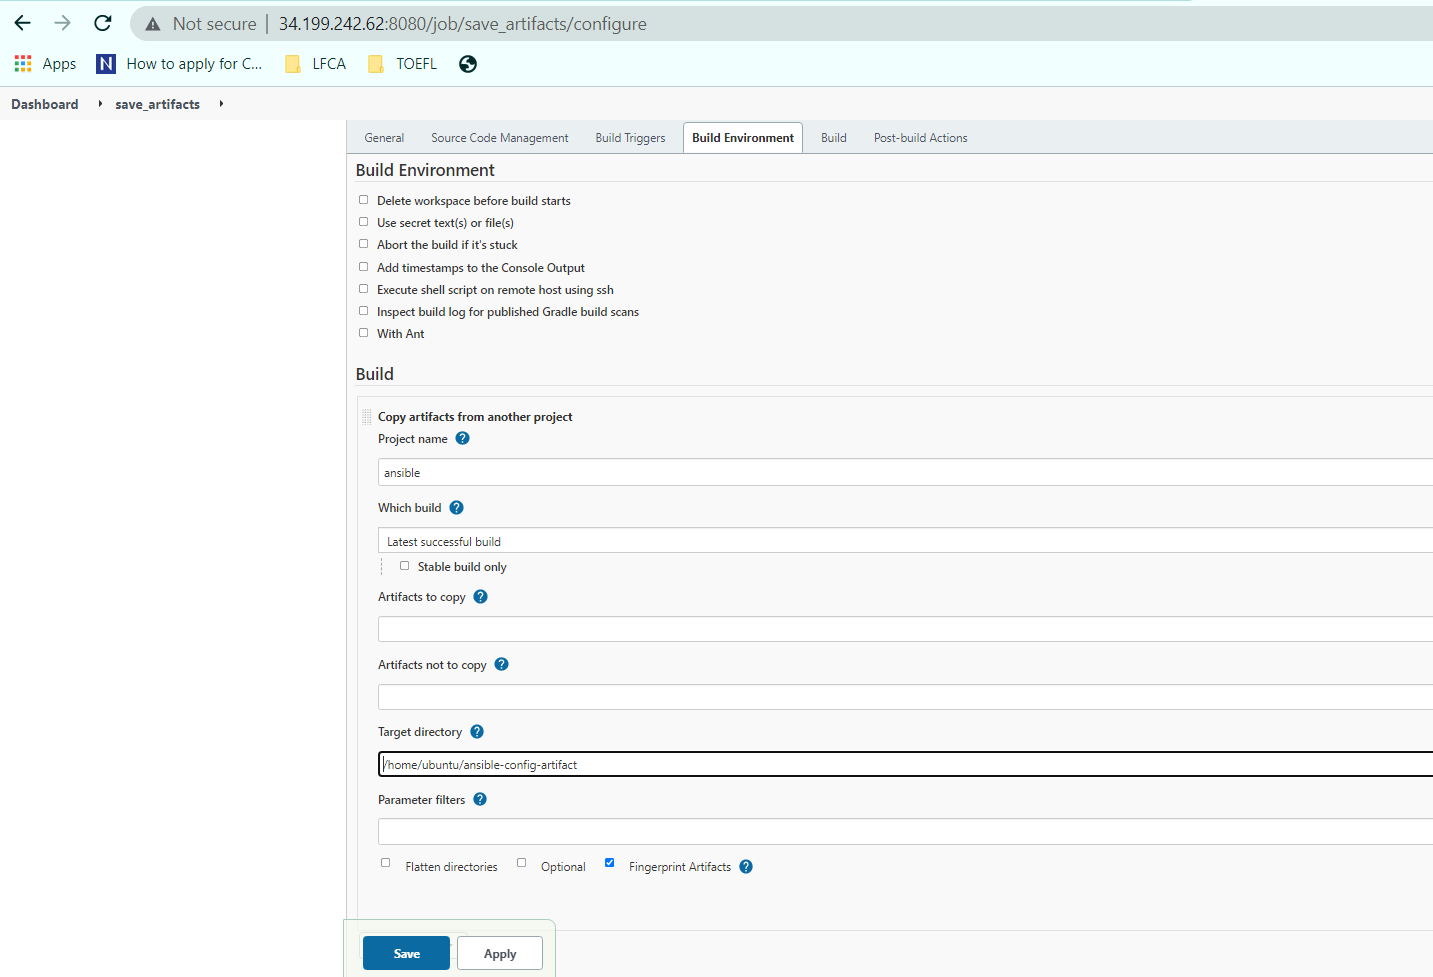 Not secure | 34.199.242.62:8080/job/save_artifacts/configure
Apps N How to apply for C... LFCA TOEFL
Dashboard save_artifacts
General Source Code Management Build Triggers Build Environment Build Post-build Actions
Build Environment
Delete workspace before build starts
Use secret text(s) or file(s)
Abort the build if it's stuck
Add timestamps to the Console Output
Execute shell script on remote host using ssh
Inspect build log for published Gradle build scans
With Ant
Build
Copy artifacts from another project
Project name ?
ansible
Which build ?
Latest successful build
Stable build only
Artifacts to copy ?
Artifacts not to copy ?
Target directory ?
/home/ubuntu/ansible-config-artifact
Parameter filters ?
Flatten directories Optional Fingerprint Artifacts ?
Save Apply